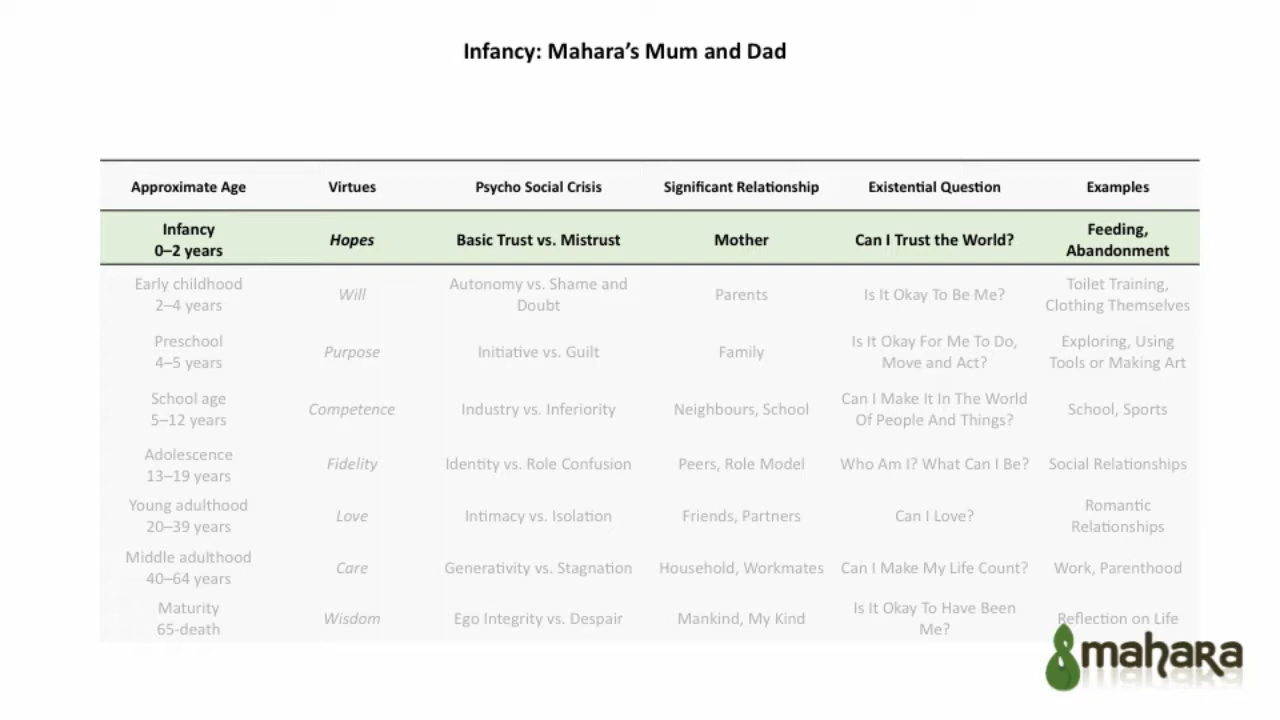 Infancy: Mahara’s Mum and Dad
Approximate Age Virtues Psycho Social Crisis Significant Relationship Existential Question Examples
Infancy
0–2 years
Hopes
Basic Trust vs. Mistrust
Mother
Can I Trust the World?
Feeding,
Abandonment
Early childhood
2–4 years
Will
Autonomy vs. Shame and
Doubt
Parents
Is It Okay To Be Me?
Toilet Training,
Clothing Themselves
Preschool
4–5 years
Purpose
Initiative vs. Guilt
Family
Is It Okay For Me To Do,
Move and Act?
Exploring, Using
Tools or Making Art
School age
5–12 years
Competence
Industry vs. Inferiority
Neighbours, School
Can I Make It In The World
Of People And Things?
School, Sports
Adolescence
13–19 years
Fidelity
Identity vs. Role Confusion
Peers, Role Model
Who Am I? What Can I Be?
Social Relationships
Young adulthood
20–39 years
Love
Intimacy vs. Isolation
Friends, Partners
Can I Love?
Romantic
Relationships
Middle adulthood
40–64 years
Care
Generativity vs. Stagnation
Household, Workmates
Can I Make My Life Count?
Work, Parenthood
Maturity
65-death
Wisdom
Ego Integrity vs. Despair
Mankind, My Kind
Is It Okay To Have Been
Me?
Reflection on Life
mahara